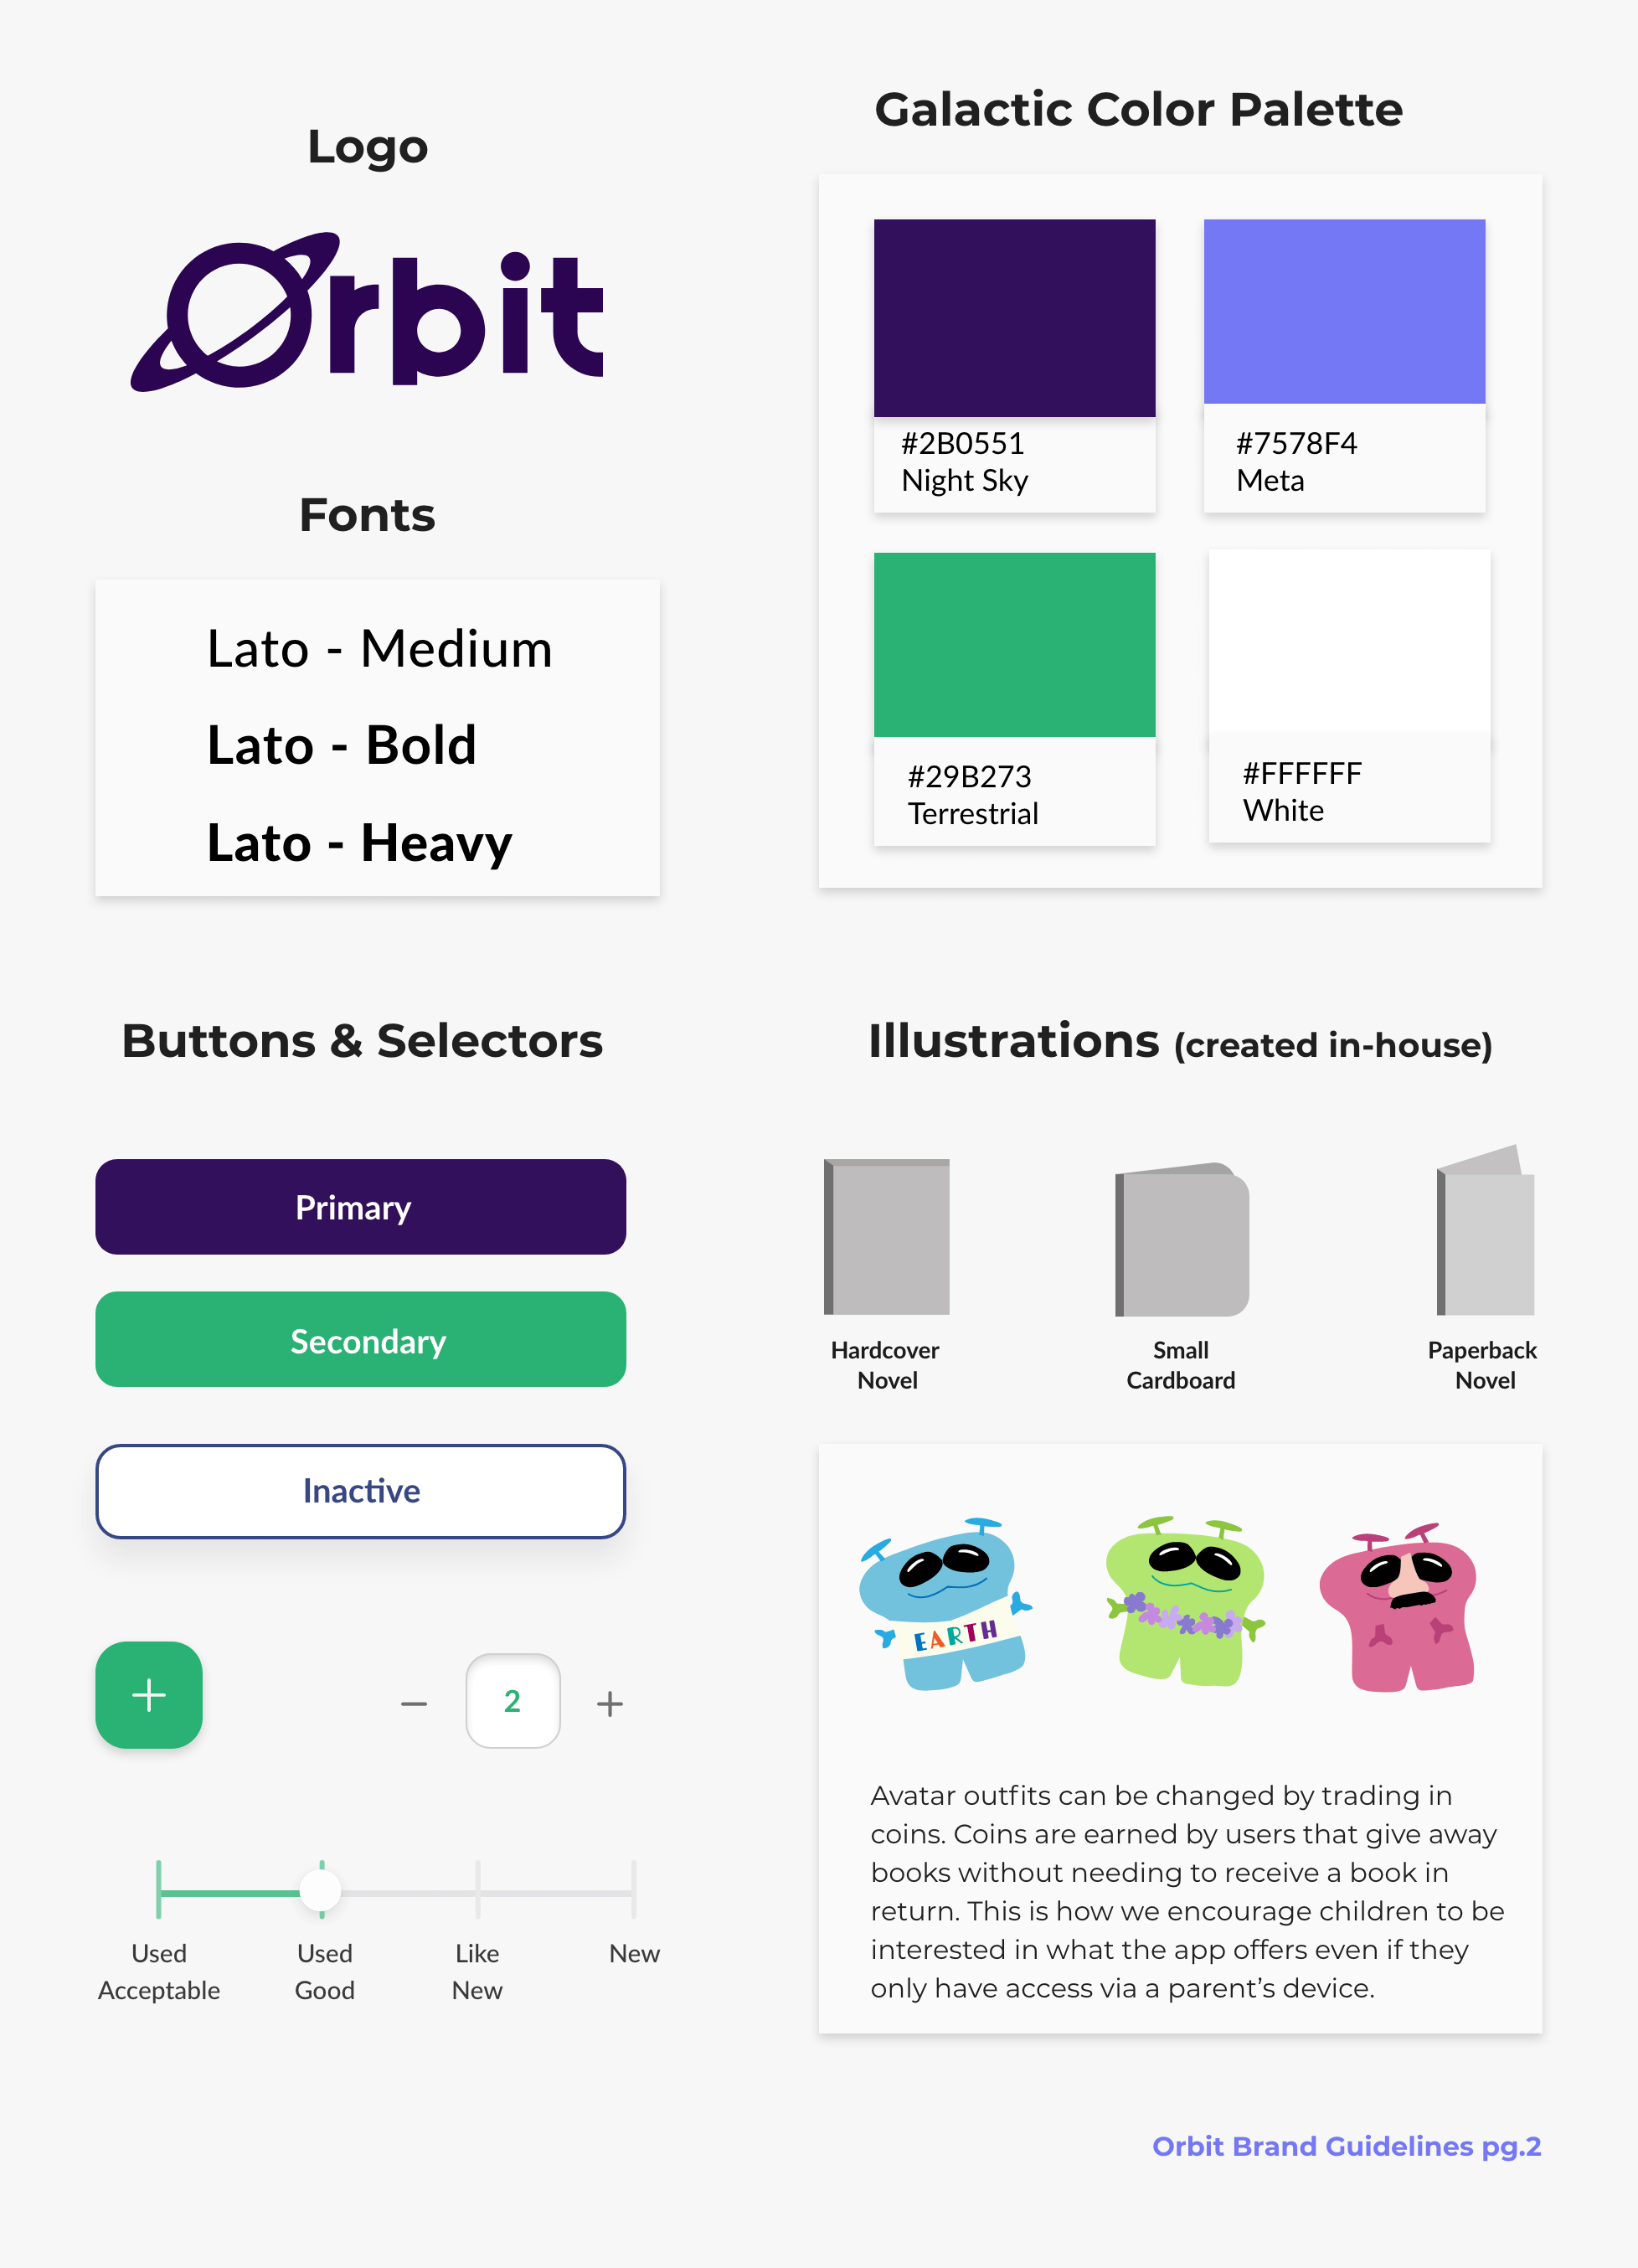 Logo
Orbit
Fonts
Lato - Medium
Lato - Bold
Lato - Heavy
Galactic Color Palette
#2B0551
Night Sky
#7578F4
Meta
#29B273
Terrestrial
#FFFFFF
White
Buttons & Selectors
Primary
Secondary
Inactive
+
− 2 +
Used
Acceptable
Used
Good
Like
New
New
Illustrations (created in-house)
Hardcover
Novel
Small
Cardboard
Paperback
Novel
EARTH
Avatar outfits can be changed by trading in
coins. Coins are earned by users that give away
books without needing to receive a book in
return. This is how we encourage children to be
interested in what the app offers even if they
only have access via a parent’s device.
Orbit Brand Guidelines pg.2